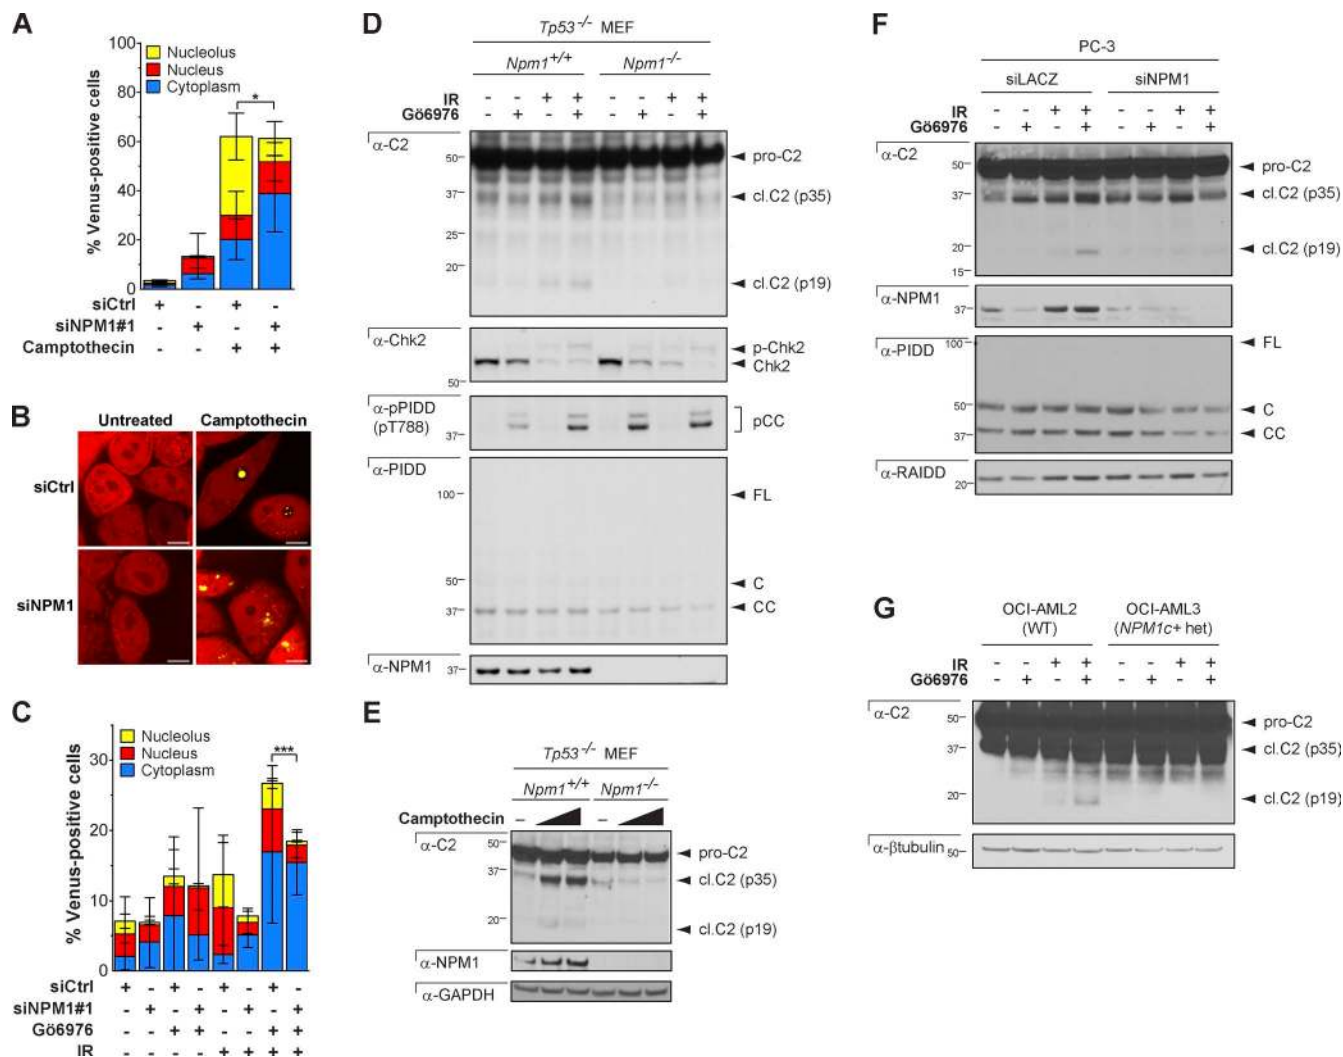 A
% Venus-positive cells
100
80
60
40
20
0
Nucleolus
Nucleus
Cytoplasm
*
siCtrl + - + -
siNPM1#1 - + - +
Camptothecin - - + +
B
Untreated Camptothecin
siCtrl
siNPM1
C
% Venus-positive cells
30
20
10
0
Nucleolus
Nucleus
Cytoplasm
***
siCtrl + - + - + - + -
siNPM1#1 - + - + - + - +
Gö6976 - - + + - - + +
IR - - - - + + + +
D
Tp53-/- MEF
Npm1+/+ Npm1-/-
IR - - + + - - + +
Gö6976 - + - + - + - +
α-C2
50 pro-C2
37 cl.C2 (p35)
25
20
cl.C2 (p19)
α-Chk2
p-Chk2
Chk2
50
α-pPIDD
(pT788)
pCC
37
α-PIDD
100 FL
50 C
37 CC
α-NPM1 37
E
Tp53-/- MEF
Npm1+/+ Npm1-/-
Camptothecin - -
α-C2
50 pro-C2
37 cl.C2 (p35)
20 cl.C2 (p19)
α-NPM1
α-GAPDH
F
PC-3
siLACZ siNPM1
IR - - + + - - + +
Gö6976 - + - + - + - +
α-C2
50 pro-C2
37 cl.C2 (p35)
20 cl.C2 (p19)
15
α-NPM1
37
α-PIDD
100 FL
50 C
37 CC
α-RAIDD
20
G
OCI-AML2 OCI-AML3
(WT) (NPM1c+ het)
IR - - + + - - + +
Gö6976 - + - + - + - +
α-C2
50 pro-C2
37 cl.C2 (p35)
20 cl.C2 (p19)
α-βtubulin 50